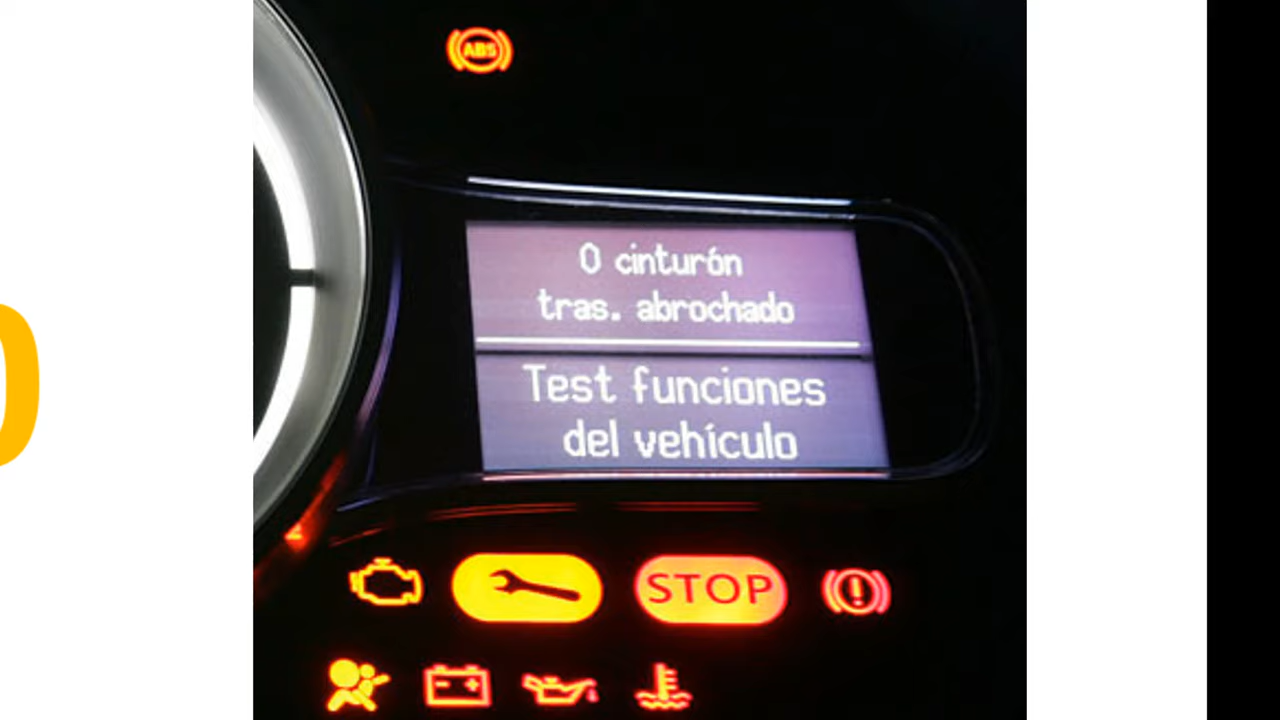 ABS
0 cinturón
tras. abrochado
Test funciones
del vehículo
STOP